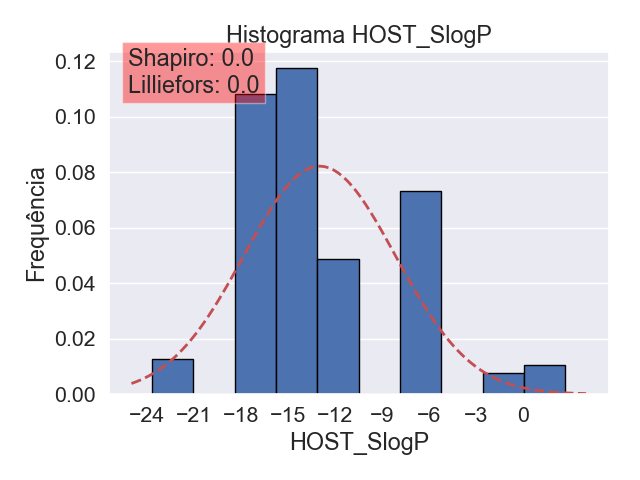 Histograma HOST_SlogP
Shapiro: 0.0
Lilliefors: 0.0
0.12
0.10
0.08
0.06
0.04
0.02
0.00
Frequência
−24 −21 −18 −15 −12 −9 −6 −3 0
HOST_SlogP